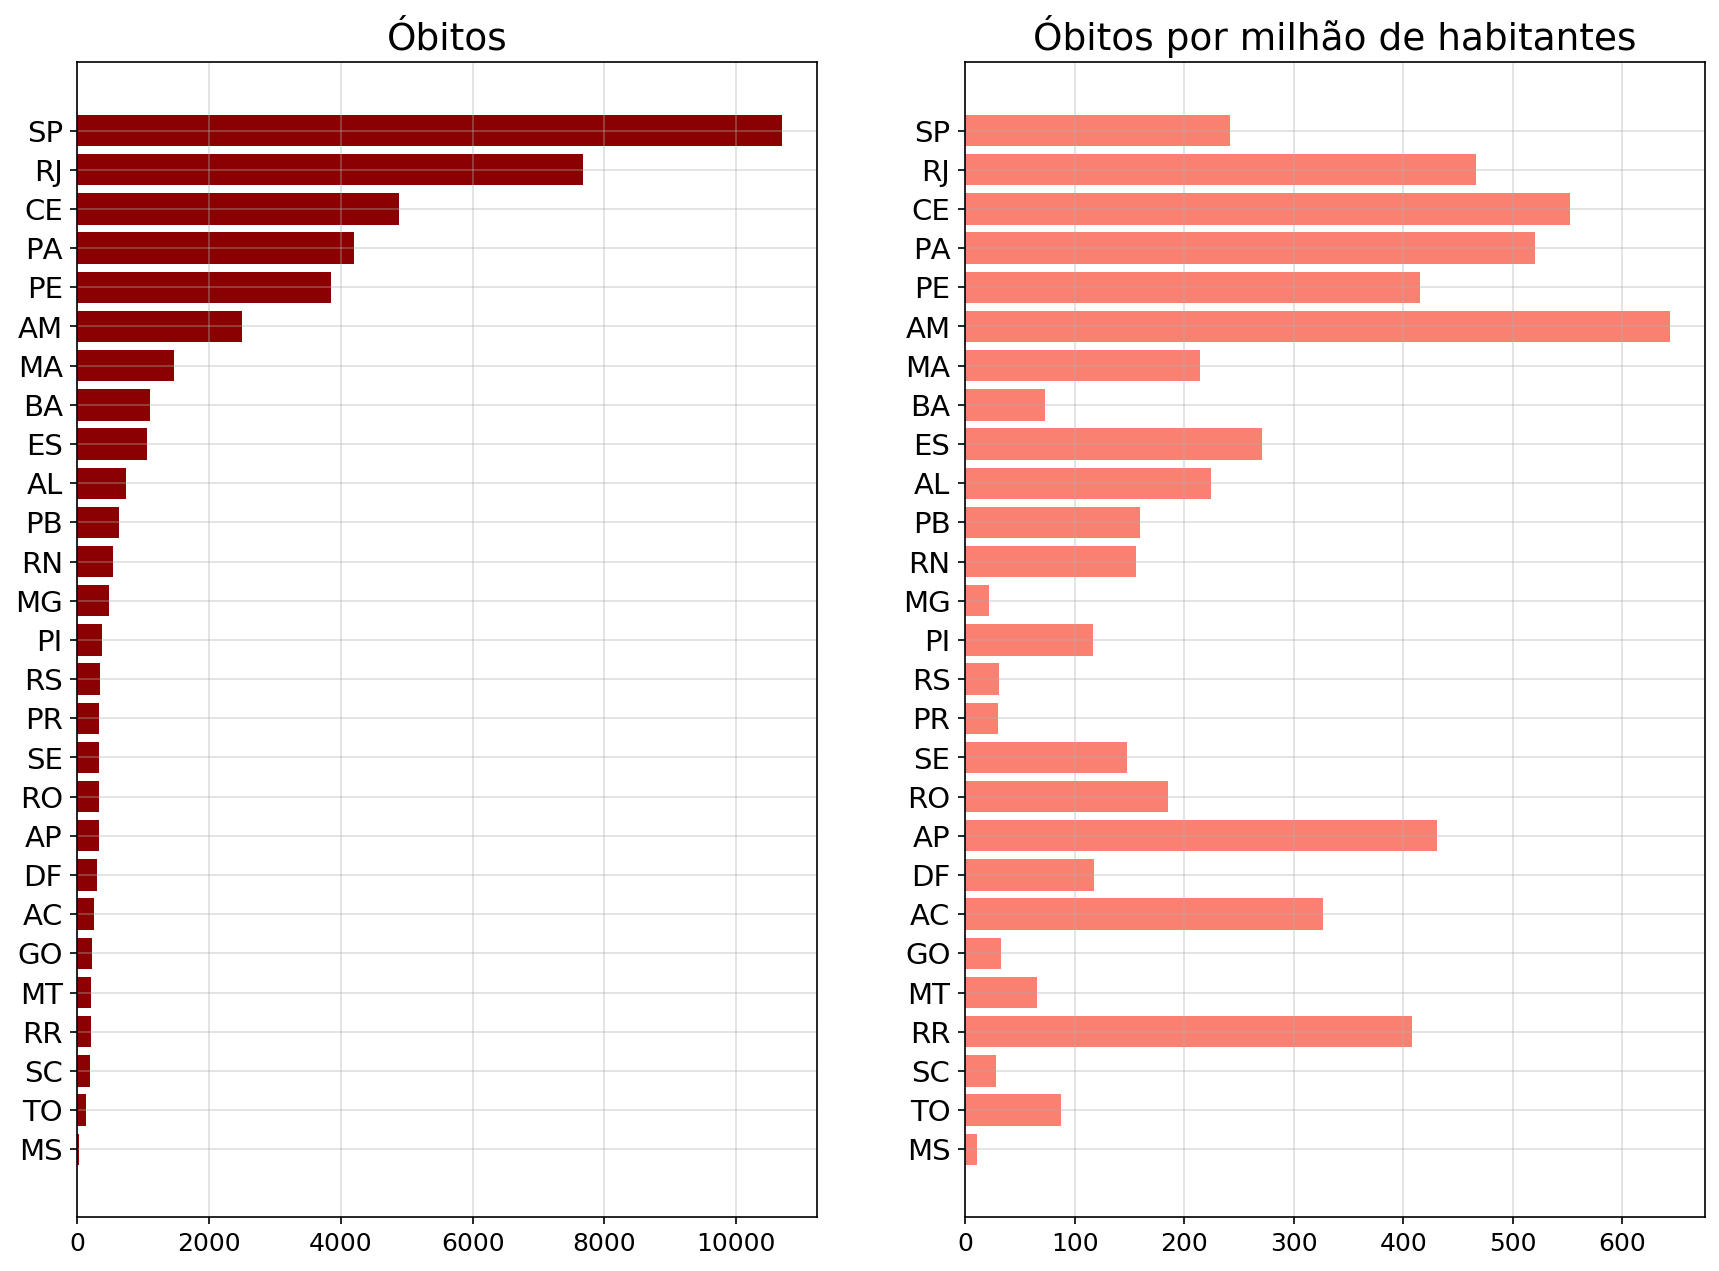 Óbitos
SP
RJ
CE
PA
PE
AM
MA
BA
ES
AL
PB
RN
MG
PI
RS
PR
SE
RO
AP
DF
AC
GO
MT
RR
SC
TO
MS
0 2000 4000 6000 8000 10000
Óbitos por milhão de habitantes
SP
RJ
CE
PA
PE
AM
MA
BA
ES
AL
PB
RN
MG
PI
RS
PR
SE
RO
AP
DF
AC
GO
MT
RR
SC
TO
MS
0 100 200 300 400 500 600